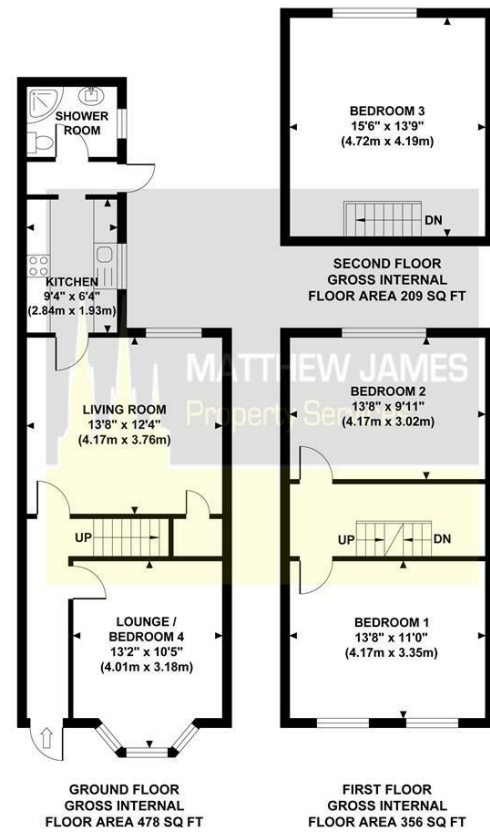 SHOWER
ROOM
KITCHEN
9'4" x 6'4"
(2.84m x 1.93m)
LIVING ROOM
13'8" x 12'4"
(4.17m x 3.76m)
UP
LOUNGE /
BEDROOM 4
13'2" x 10'5"
(4.01m x 3.18m)
GROUND FLOOR
GROSS INTERNAL
FLOOR AREA 478 SQ FT
BEDROOM 3
15'6" x 13'9"
(4.72m x 4.19m)
DN
SECOND FLOOR
GROSS INTERNAL
FLOOR AREA 209 SQ FT
MATTHEW JAMES
Property Services
BEDROOM 2
13'8" x 9'11"
(4.17m x 3.02m)
UP
DN
BEDROOM 1
13'8" x 11'0"
(4.17m x 3.35m)
FIRST FLOOR
GROSS INTERNAL
FLOOR AREA 356 SQ FT